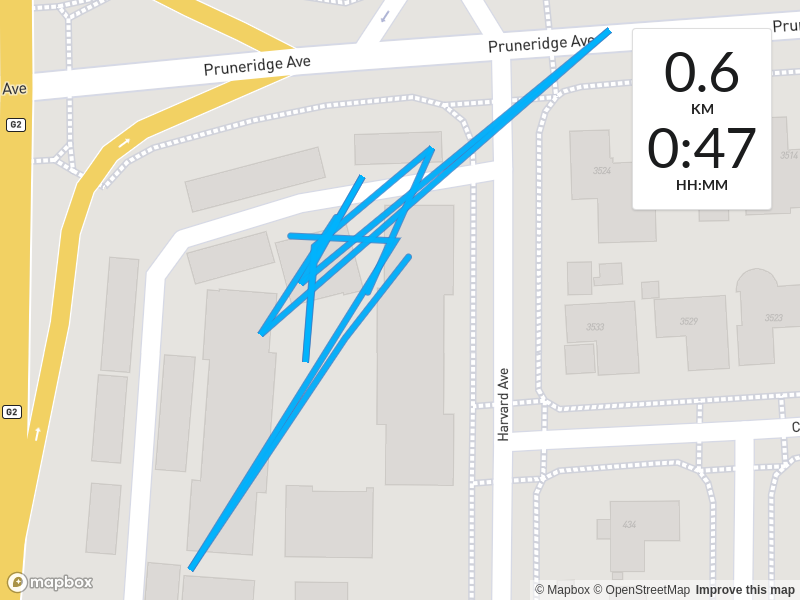 Pruneridge Ave
Pruneridge Ave
Prun
Ave
G2
0.6
KM
0:47
HH:MM
3524
3514
3533
3529
3523
Harvard Ave
G2
C
434
mapbox
© Mapbox © OpenStreetMap Improve this map